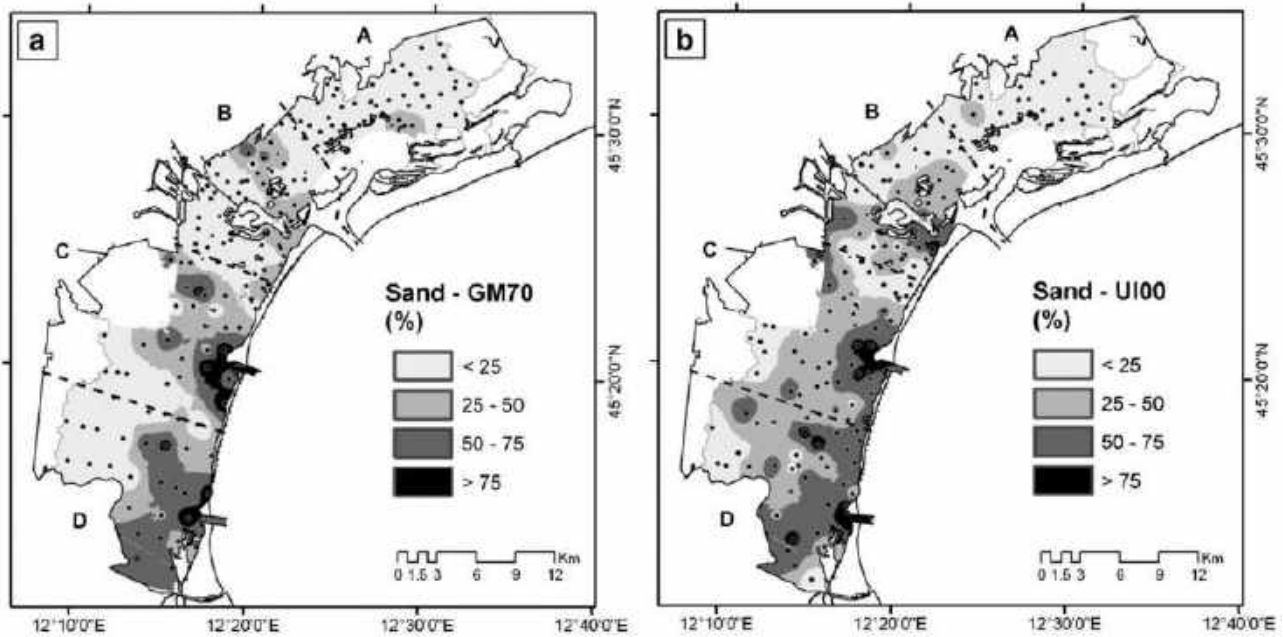 a
A
B
C
D
Sand - GM70
(%)
< 25
25 - 50
50 - 75
> 75
Km
0 1.5 3 6 9 12
45°30'0"N
45°20'0"N
12°10'0"E 12°20'0"E 12°30'0"E 12°40'0"E
b
A
B
C
D
Sand - UI00
(%)
< 25
25 - 50
50 - 75
> 75
Km
0 1.5 3 6 9 12
45°30'0"N
45°20'0"N
12°10'0"E 12°20'0"E 12°30'0"E 12°40'0"E